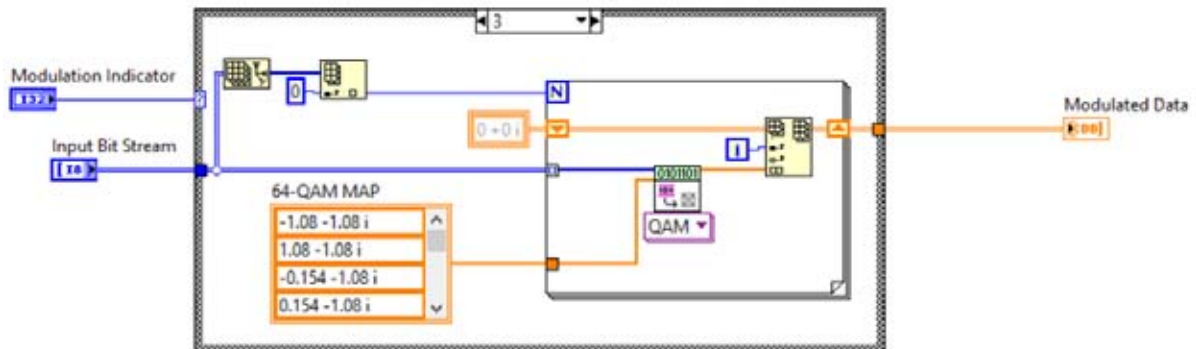 3
Modulation Indicator
I32
0
N
Modulated Data
0 +0 i
Input Bit Stream
i
[I8]
0101101
64-QAM MAP
-1.08 -1.08 i
QAM
1.08 -1.08 i
-0.154 -1.08 i
0.154 -1.08 i